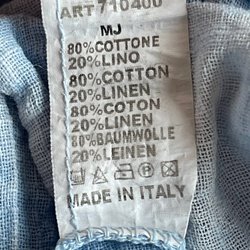 ART 710400
MJ
80%COTTONE
20%LINO
80%COTTON
20%LINEN
80%COTON
20%LINEN
80%BAUMWOLLE
20%LEINEN
MADE IN ITALY